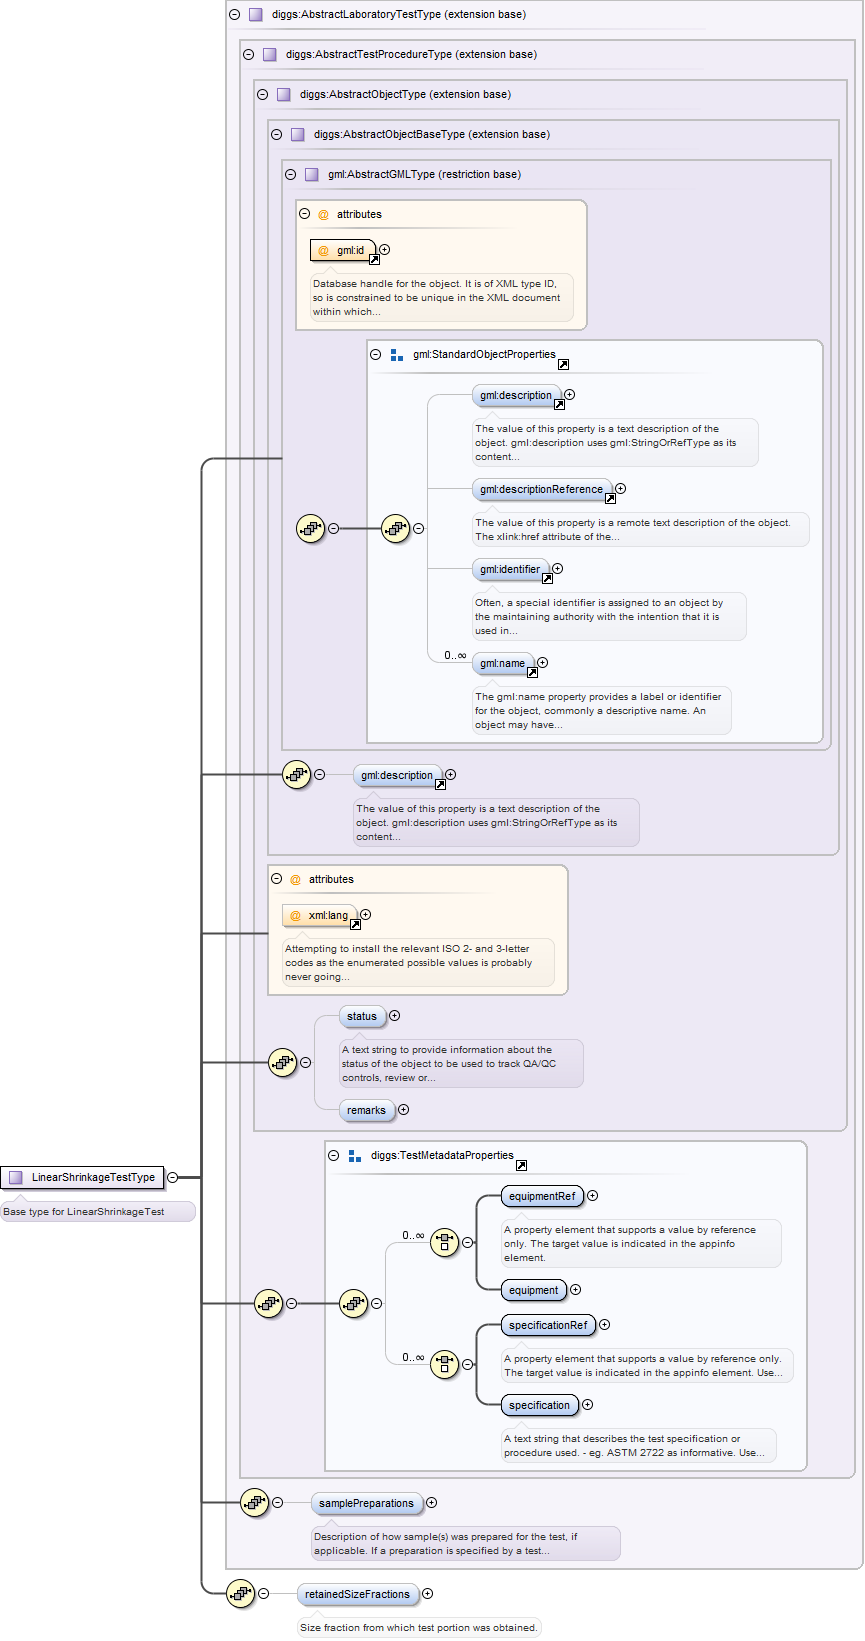 diggs:AbstractLaboratoryTestType (extension base)
diggs:AbstractTestProcedureType (extension base)
diggs:AbstractObjectType (extension base)
diggs:AbstractObjectBaseType (extension base)
gml:AbstractGMLType (restriction base)
@ attributes
@ gml:id
Database handle for the object. It is of XML type ID,
so is constrained to be unique in the XML document
within which...
gml:StandardObjectProperties
gml:description
The value of this property is a text description of the
object. gml:description uses gml:StringOrRefType as its
content...
gml:descriptionReference
The value of this property is a remote text description of the object.
The xlink:href attribute of the...
gml:identifier
Often, a special identifier is assigned to an object by
the maintaining authority with the intention that it is
used in...
0..∞
gml:name
The gml:name property provides a label or identifier
for the object, commonly a descriptive name. An
object may have...
gml:description
The value of this property is a text description of the
object. gml:description uses gml:StringOrRefType as its
content...
@ attributes
@ xml:lang
Attempting to install the relevant ISO 2- and 3-letter
codes as the enumerated possible values is probably
never going...
status
A text string to provide information about the
status of the object to be used to track QA/QC
controls, review or...
remarks
LinearShrinkageTestType
Base type for LinearShrinkageTest
diggs:TestMetadataProperties
0..∞
equipmentRef
A property element that supports a value by reference
only. The target value is indicated in the appinfo
element.
equipment
0..∞
specificationRef
A property element that supports a value by reference only.
The target value is indicated in the appinfo element. Use...
specification
A text string that describes the test specification or
procedure used. - eg. ASTM 2722 as informative. Use...
samplePreparations
Description of how sample(s) was prepared for the test, if
applicable. If a preparation is specified by a test...
retainedSizeFractions
Size fraction from which test portion was obtained.